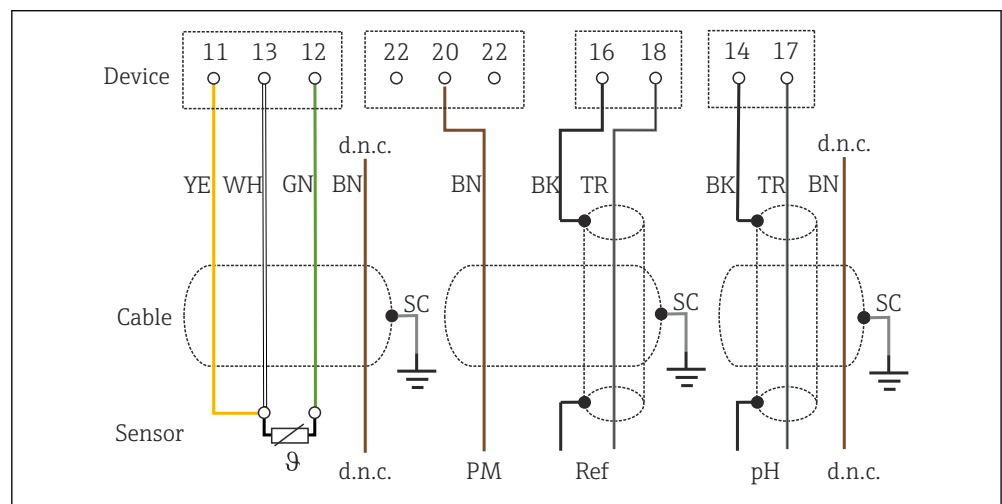 11 13 12 22 20 22 16 18 14 17
Device
d.n.c. d.n.c.
YE WH GN BN BN BK TR BK TR BN
SC SC SC
Cable
Sensor
ϑ
d.n.c. PM Ref pH d.n.c.